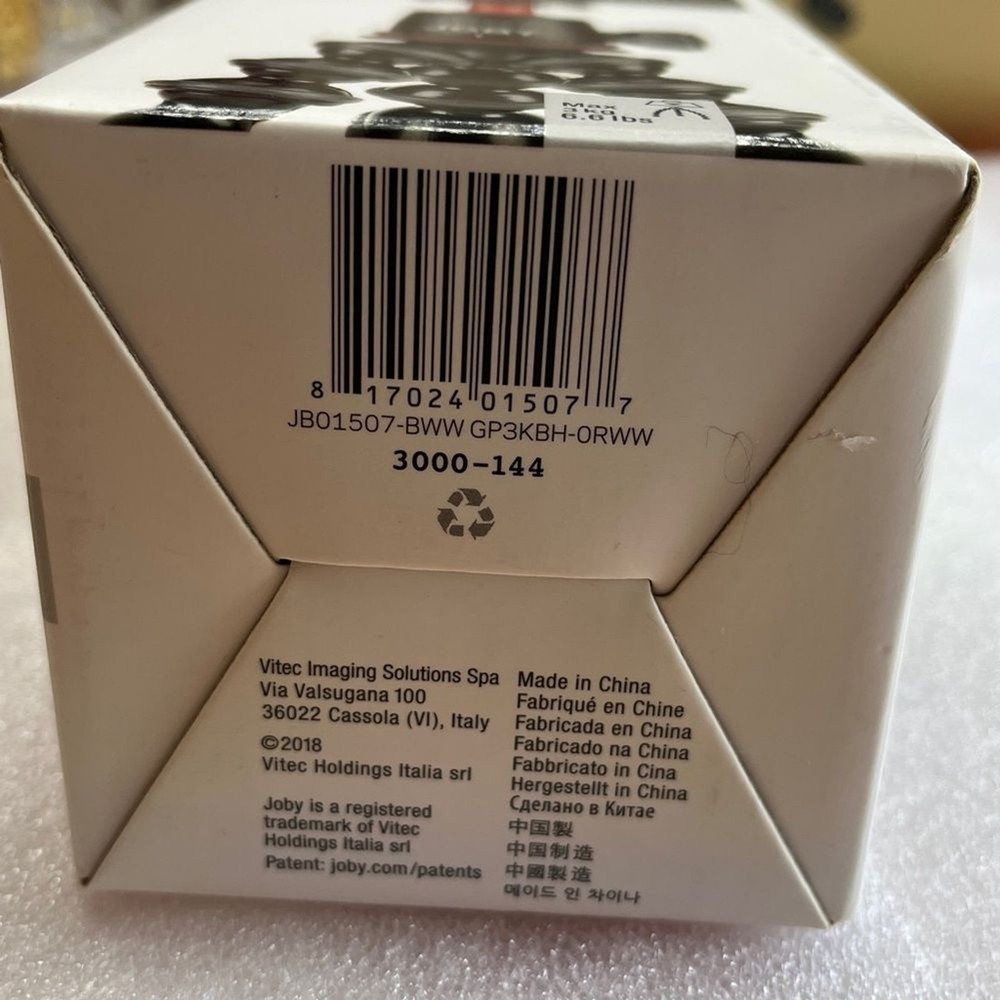 Max
3kg
6.6lbs
8 17024 01507 7
JB01507-BWW GP3KBH-0RWW
3000-144
Vitec Imaging Solutions Spa
Via Valsugana 100
36022 Cassola (VI), Italy
©2018
Vitec Holdings Italia srl
Joby is a registered
trademark of Vitec
Holdings Italia srl
Patent: joby.com/patents
Made in China
Fabriqué en Chine
Fabricada en China
Fabricado na China
Fabbricato in Cina
Hergestellt in China
Сделано в Китае
中国製
中国制造
中國製造
메이드 인 차이나